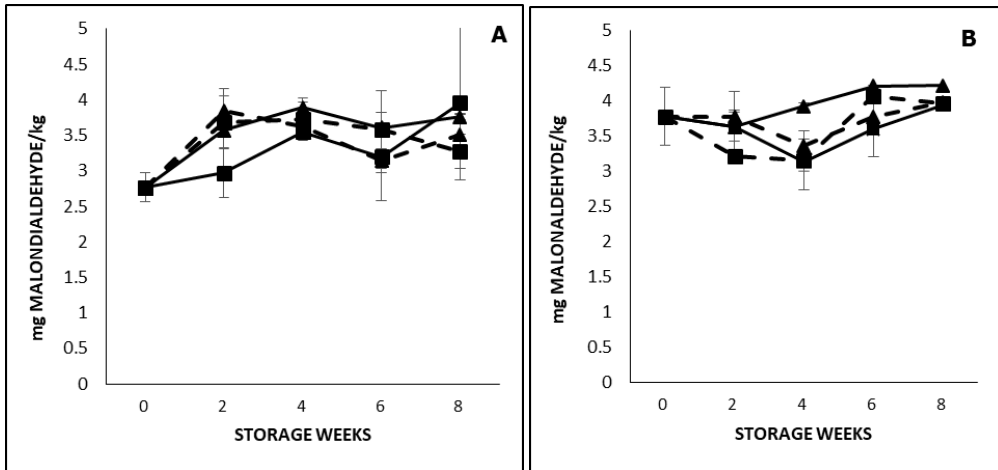 A
5
4.5
4
3.5
3
2.5
2
1.5
1
0.5
0
mg MALONDIALDEHYDE/kg
0 2 4 6 8
STORAGE WEEKS
B
5
4.5
4
3.5
3
2.5
2
1.5
1
0.5
0
mg MALONALDEHYDE/kg
0 2 4 6 8
STORAGE WEEKS